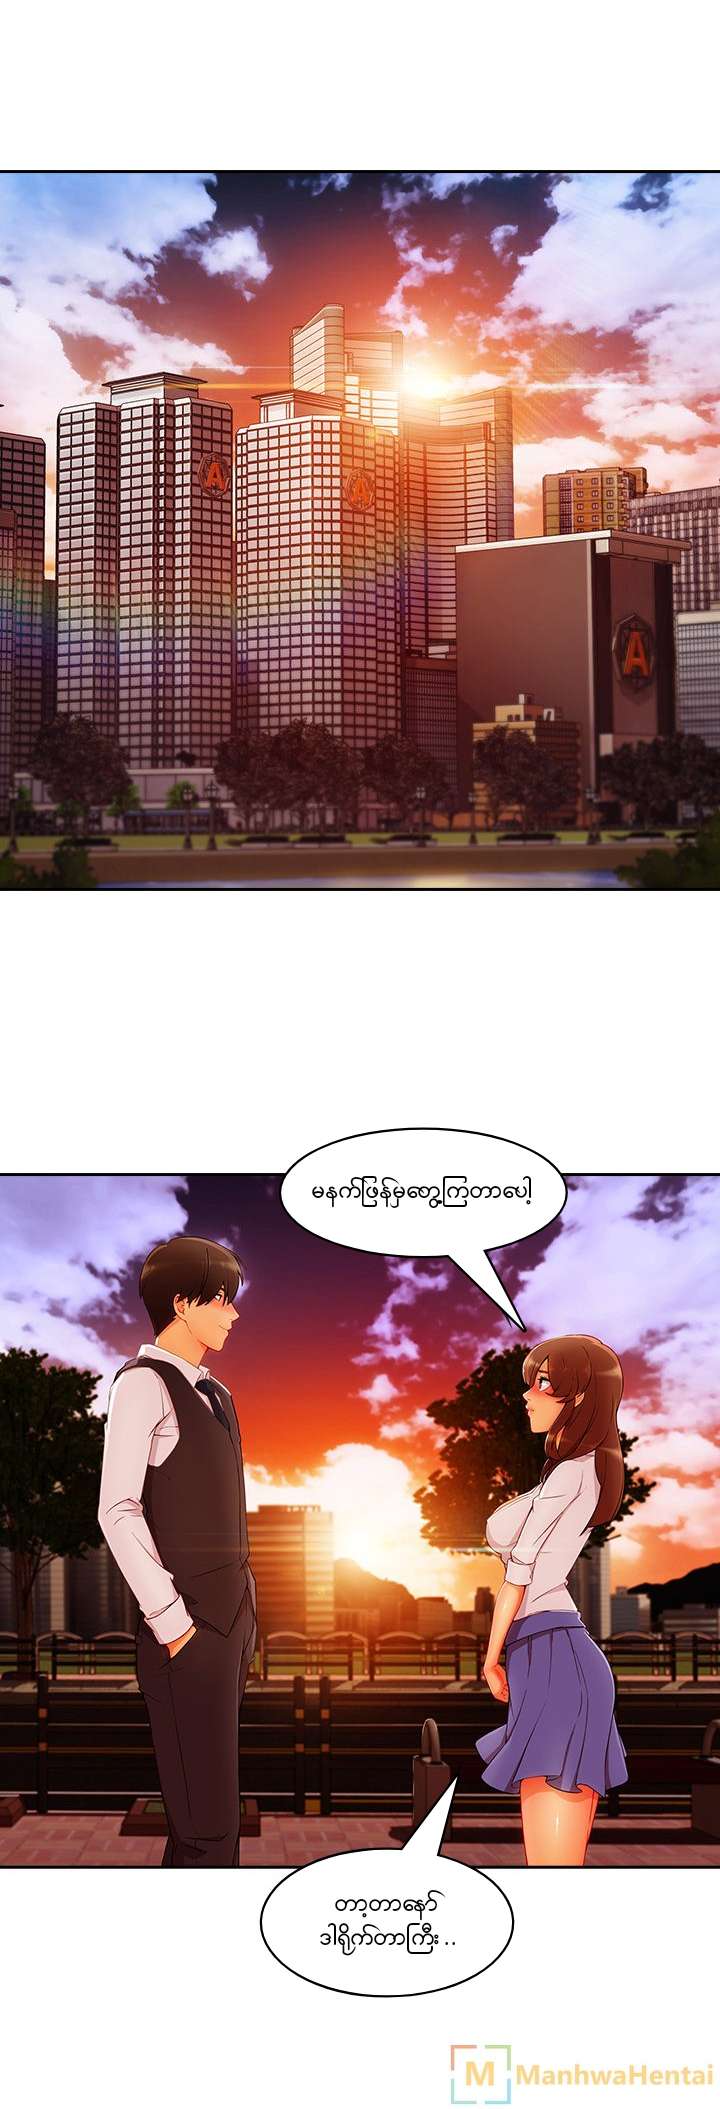 A
A
A
မနက်ဖြန်မှတွေ့ကြတာပေါ့
တာ့တာနော်
ဒါရိုက်တာကြီး ..
M ManhwaHentai